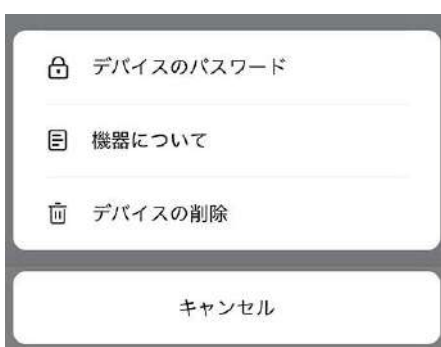 デバイスのパスワード
機器について
デバイスの削除
キャンセル